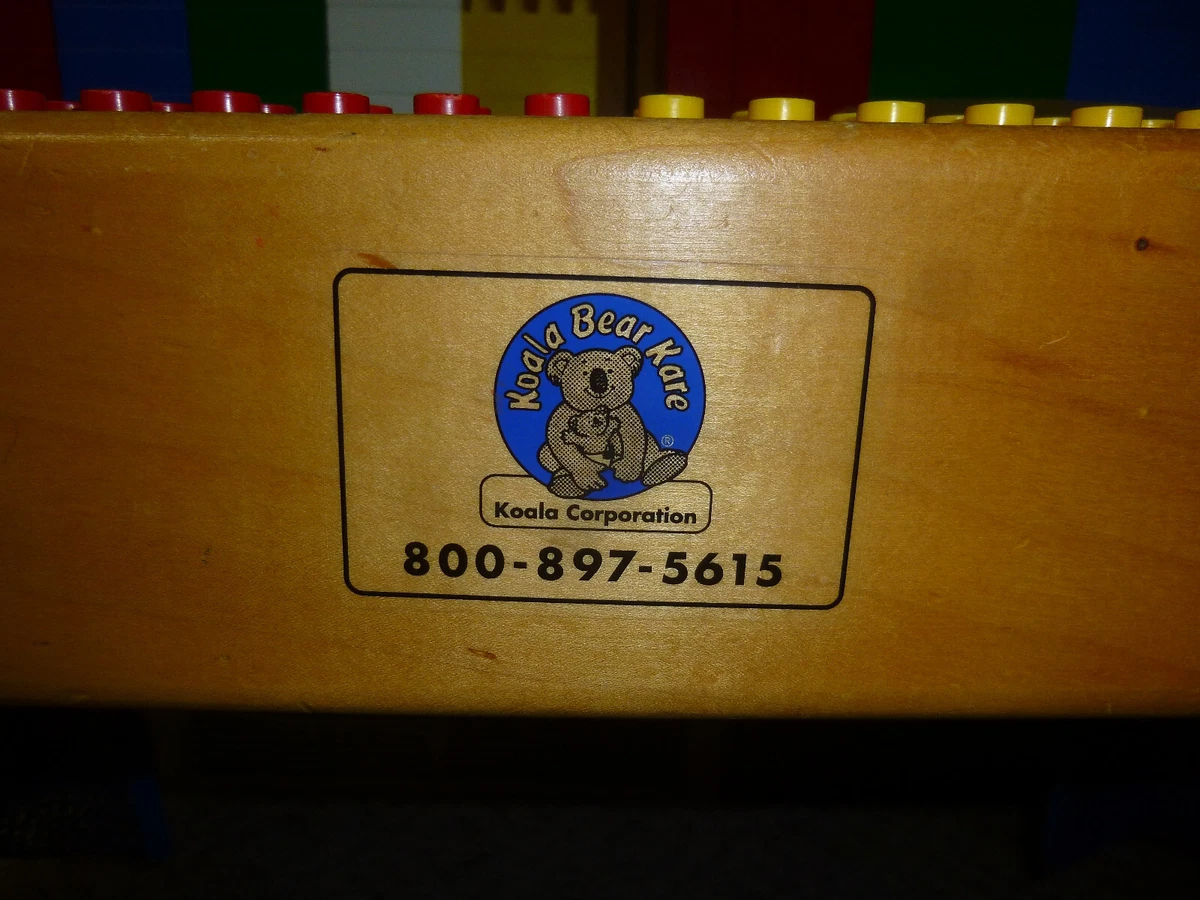 Koala Bear Kare
®
Koala Corporation
800-897-5615